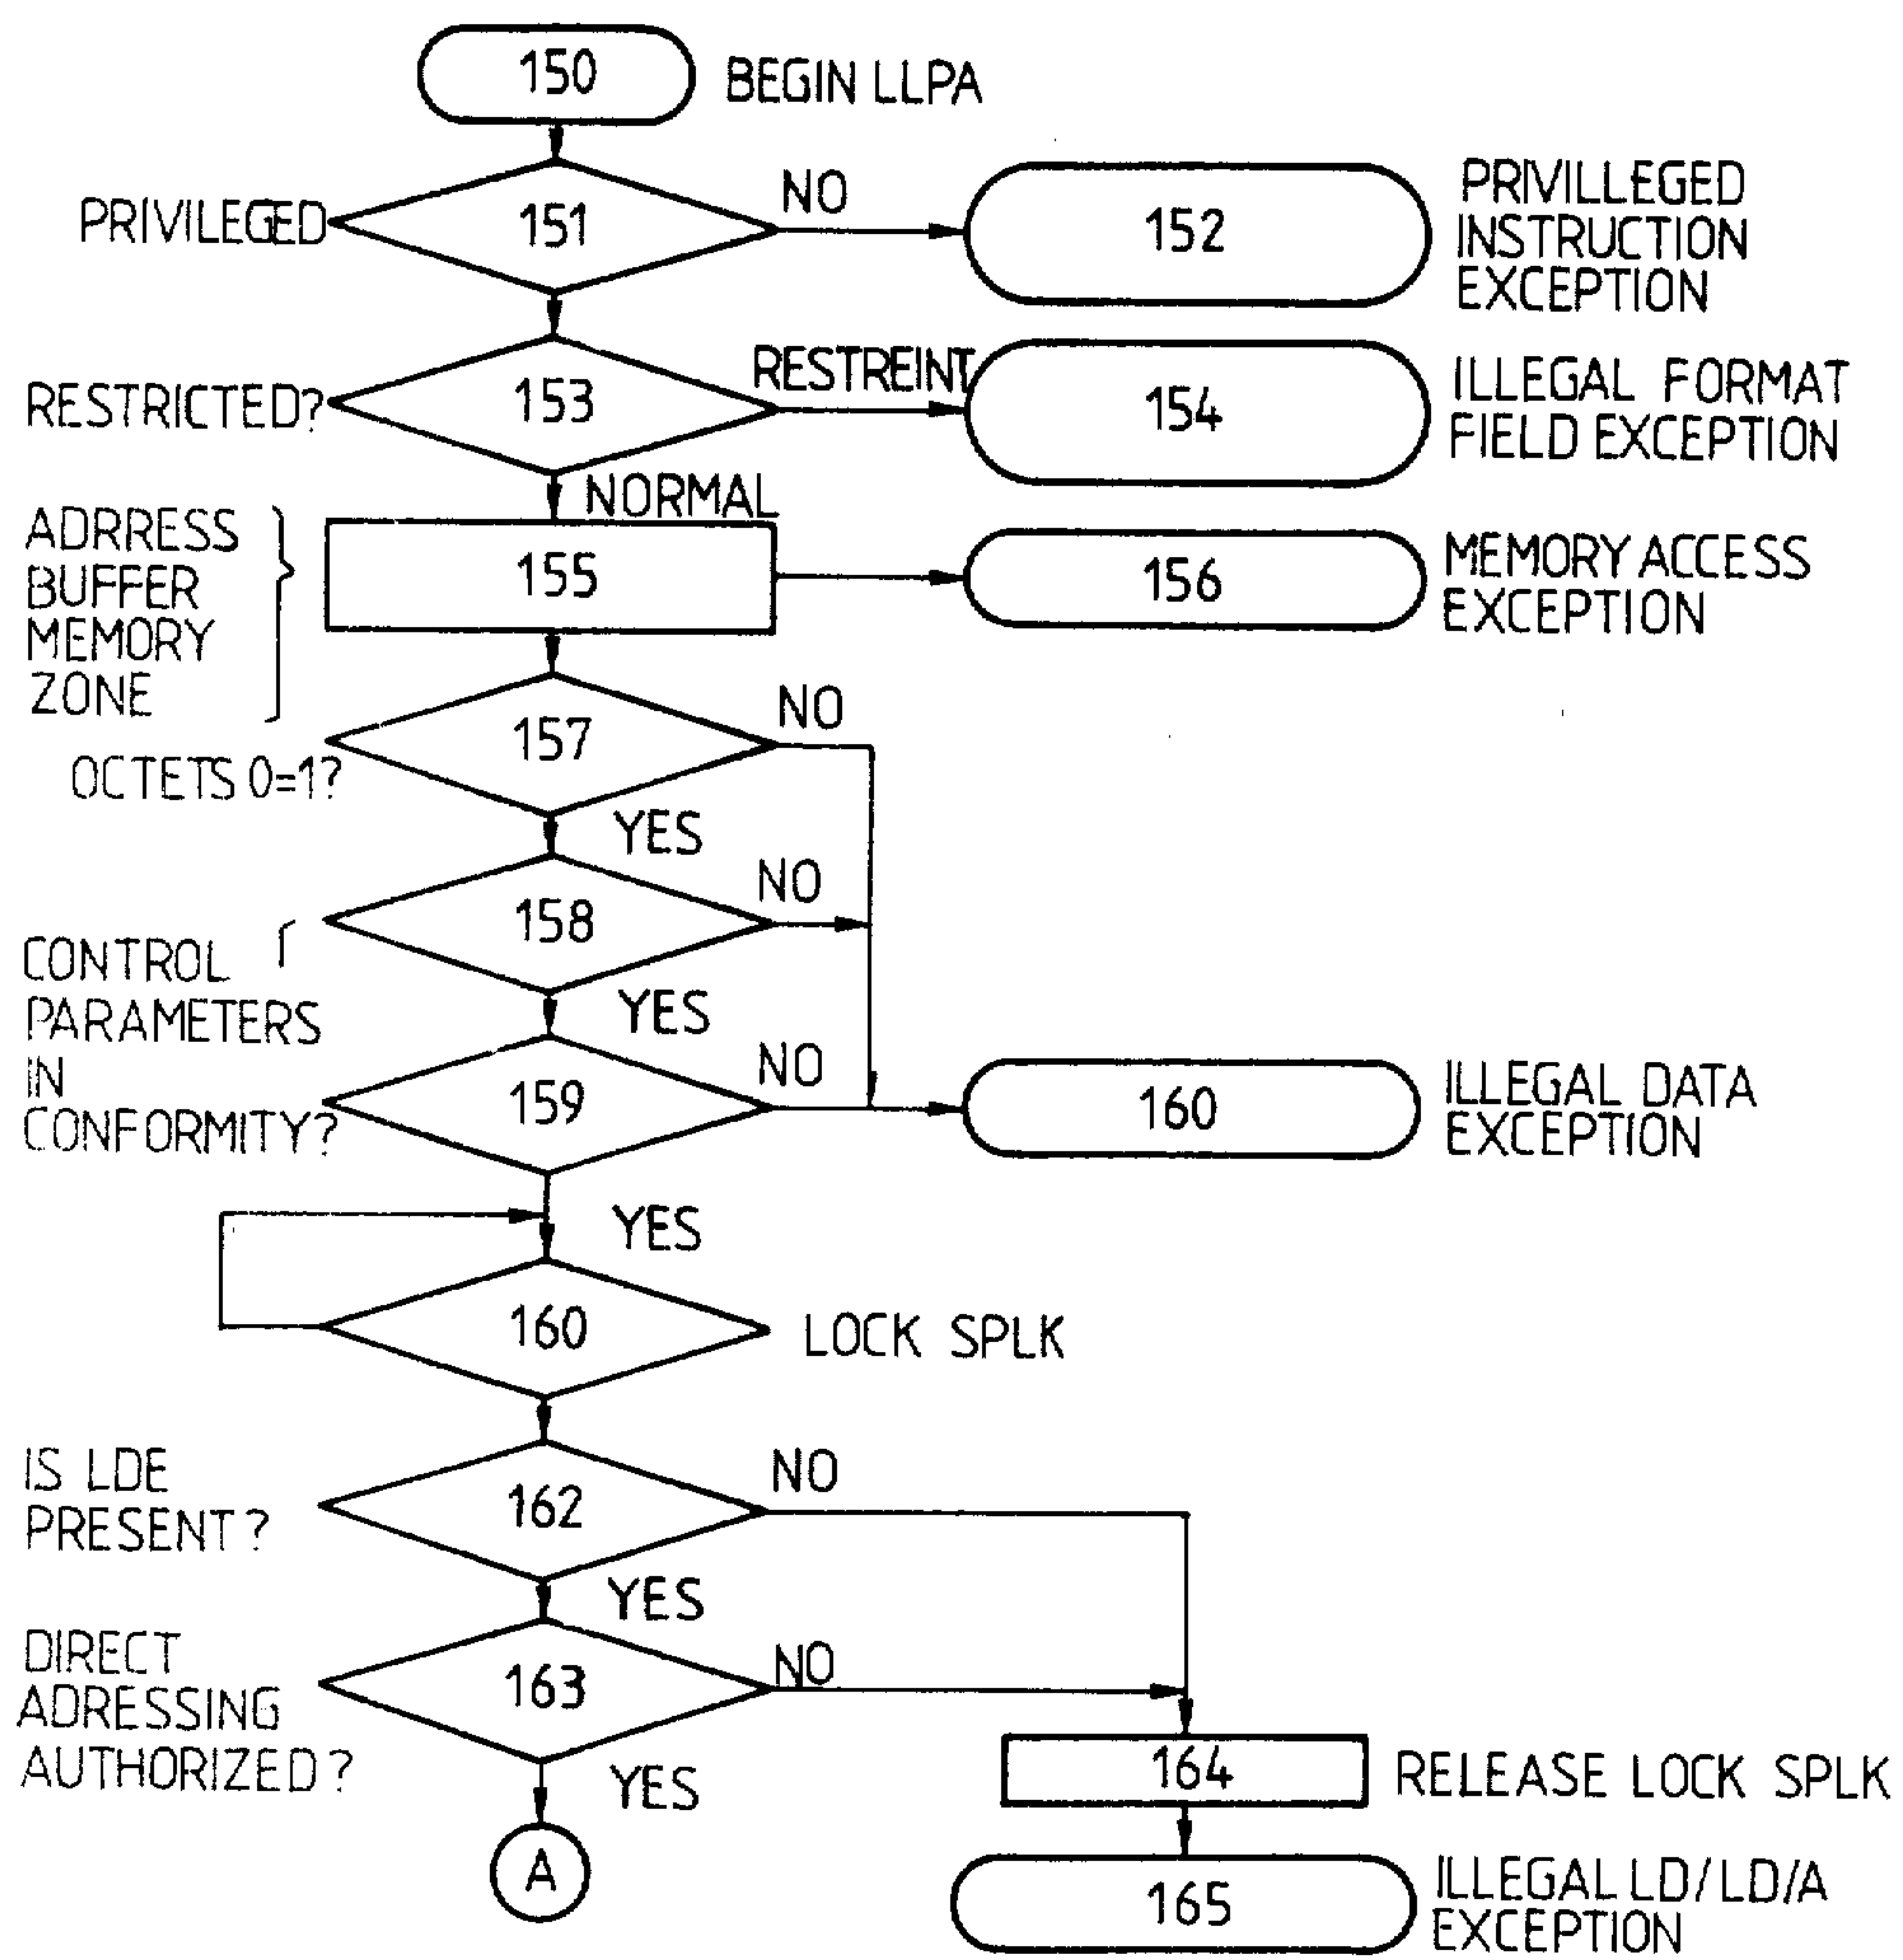 150 BEGIN LLPA
PRIVILEGED 151 NO 152
PRIVILLEGED
INSTRUCTION
EXCEPTION
RESTRICTED? 153 RESTREINT 154
ILLEGAL FORMAT
FIELD EXCEPTION
NORMAL
ADRRESS
BUFFER
MEMORY
ZONE
155 156
MEMORY ACCESS
EXCEPTION
157 NO
OCTETS 0=1?
YES
158 NO
CONTROL
PARAMETERS
IN
CONFORMITY?
YES
159 NO 160
ILLEGAL DATA
EXCEPTION
YES
160 LOCK SPLK
IS LDE
PRESENT?
162 NO
YES
DIRECT
ADRESSING
AUTHORIZED?
163 NO
YES
164 RELEASE LOCK SPLK
A
165
ILLEGAL LD/LD/A
EXCEPTION